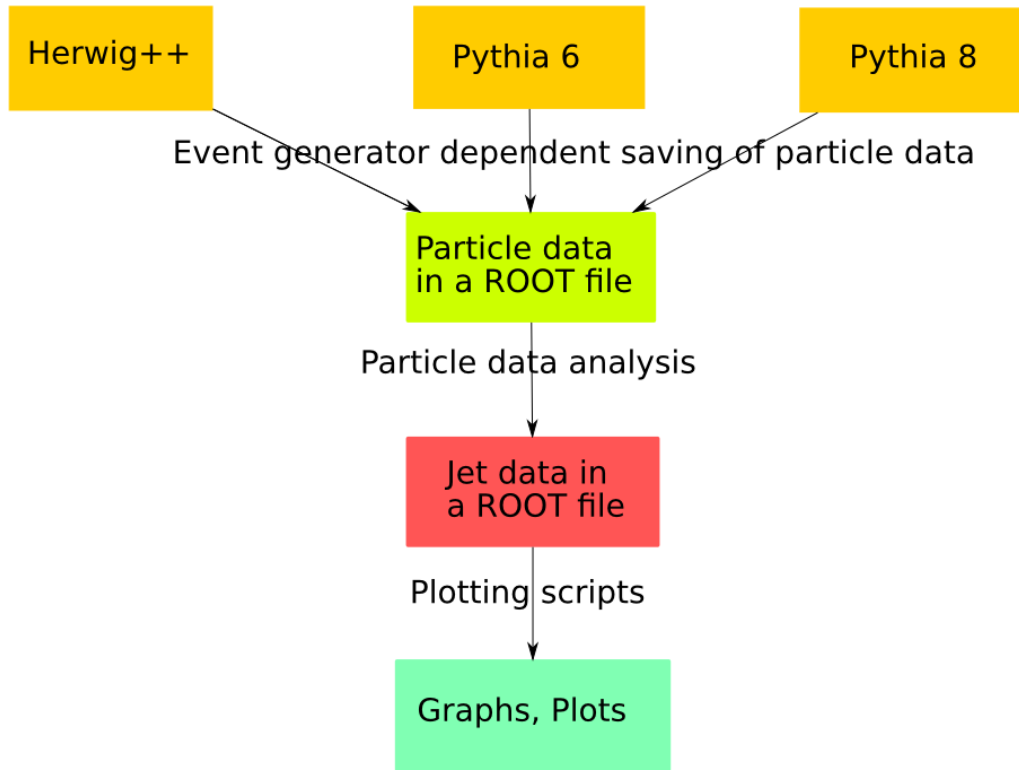 Herwig++
Pythia 6
Pythia 8
Event generator dependent saving of particle data
Particle data
in a ROOT file
Particle data analysis
Jet data in
a ROOT file
Plotting scripts
Graphs, Plots